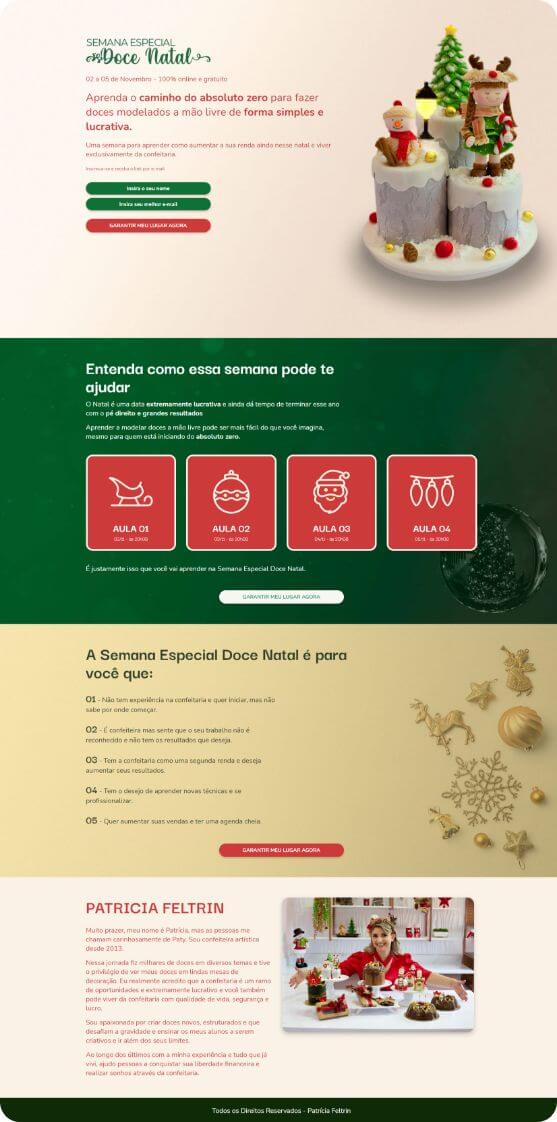 SEMANA ESPECIAL
Doce Natal
02 a 05 de Novembro - 100% online e gratuito
Aprenda o caminho do absoluto zero para fazer
doces modelados a mão livre de forma simples e
lucrativa.
Uma semana para aprender como aumentar a sua renda ainda nesse natal e viver
exclusivamente da confeitaria.
Inscreva-se e receba o link por e-mail
Insira o seu nome
Insira seu melhor e-mail
GARANTIR MEU LUGAR AGORA
Entenda como essa semana pode te
ajudar
O Natal é uma data extremamente lucrativa e ainda dá tempo de terminar esse ano
com o pé direito e grandes resultados
Aprender a modelar doces a mão livre pode ser mais fácil do que você imagina,
mesmo para quem está iniciando do absoluto zero.
AULA 01
AULA 02
AULA 03
AULA 04
02/11 - às 20h08
03/11 - às 20h08
04/11 - às 20h08
05/11 - às 20h08
É justamente isso que você vai aprender na Semana Especial Doce Natal.
GARANTIR MEU LUGAR AGORA
A Semana Especial Doce Natal é para
você que:
01 - Não tem experiência na confeitaria e quer iniciar, mas não
sabe por onde começar.
02 - É confeiteira mas sente que o seu trabalho não é
reconhecido e não tem os resultados que deseja.
03 - Tem a confeitaria como uma segunda renda e deseja
aumentar seus resultados.
04 - Tem o desejo de aprender novas técnicas e se
profissionalizar.
05 - Quer aumentar suas vendas e ter uma agenda cheia.
GARANTIR MEU LUGAR AGORA
PATRICIA FELTRIN
Muito prazer, meu nome é Patrícia, mas as pessoas me
chamam carinhosamente de Paty. Sou confeiteira artística
desde 2013.
Nessa jornada fiz milhares de doces em diversos temas e tive
o privilégio de ver meus doces em lindas mesas de
decoração. Eu realmente acredito que a confeitaria é um ramo
de oportunidades e extremamente lucrativo e você também
pode viver da confeitaria com qualidade de vida, segurança e
lucro.
Sou apaixonada por criar doces novos, estruturados e que
desafiam a gravidade e ensinar os meus alunos a serem
criativos e ir além dos seus limites.
Ao longo dos últimos com a minha experiência e tudo que já
vivi, ajudo pessoas a conquistar sua liberdade financeira e
realizar sonhos através da confeitaria.
Todos os Direitos Reservados - Patrícia Feltrin